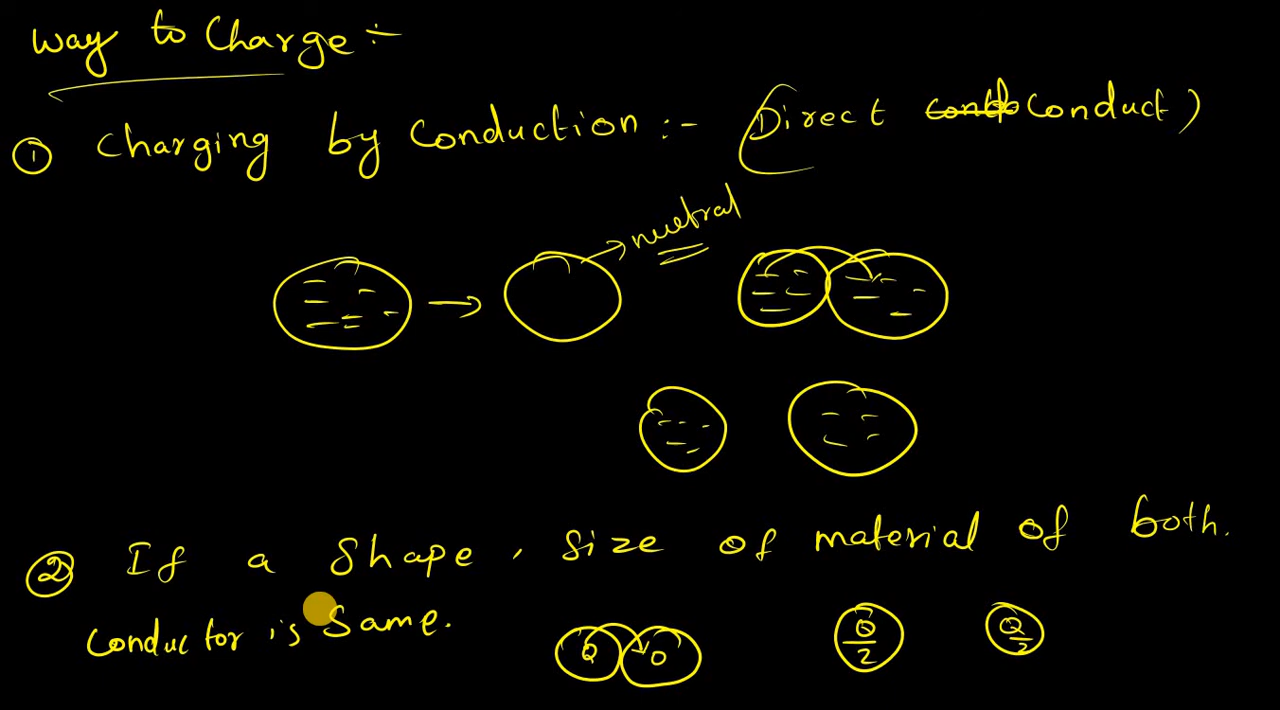 Way to Charge :-
① Charging by Conduction :- (Direct Conduct)
nuetral
② If a Shape, Size of material of both.
Conductor is Same.
Q 0 Q/2 Q/2